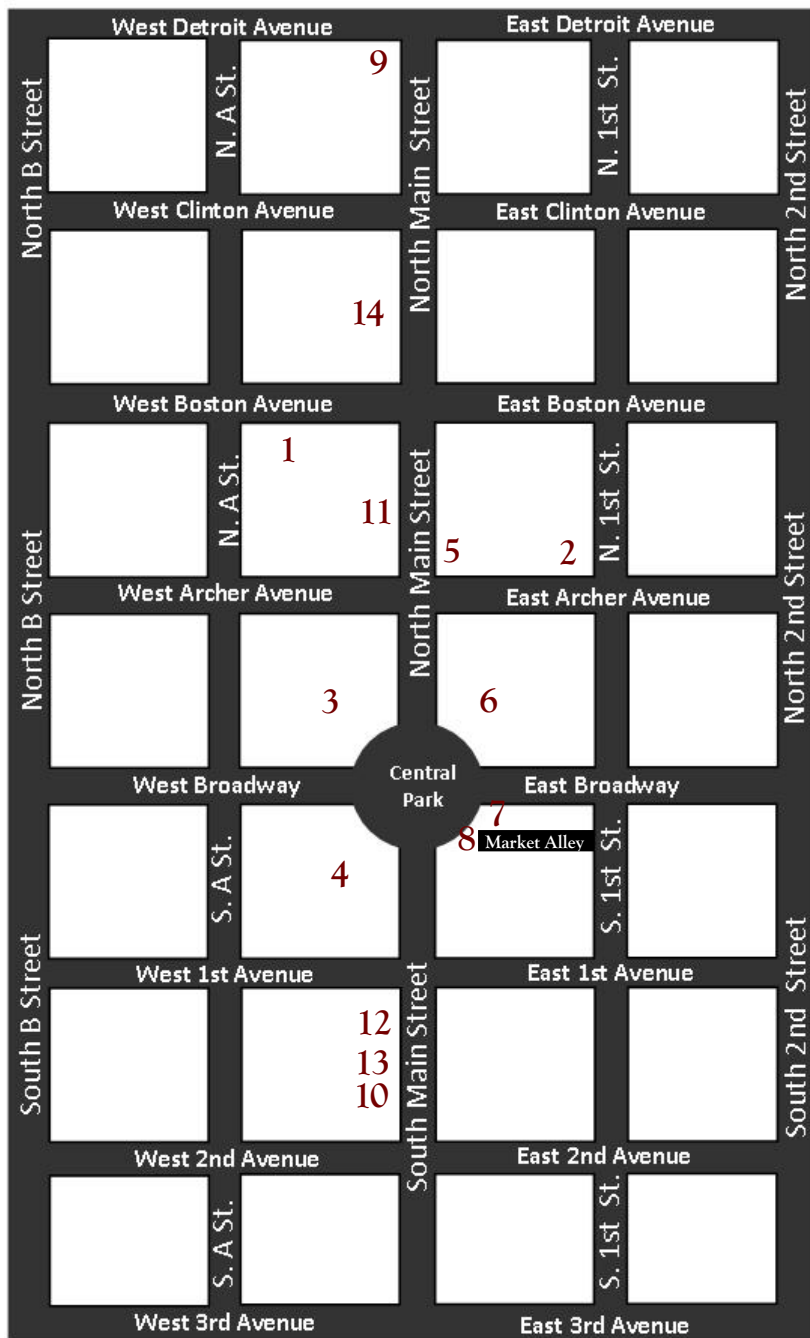 West Detroit Avenue
East Detroit Avenue
9
North B Street
N. A St.
North Main Street
N. 1st St.
North 2nd Street
West Clinton Avenue
East Clinton Avenue
14
West Boston Avenue
East Boston Avenue
1
N. A St.
11
North Main Street
5
2
N. 1st St.
North B Street
North 2nd Street
West Archer Avenue
East Archer Avenue
3
6
Central
Park
West Broadway
East Broadway
7
8
Market Alley
S. A St.
4
S. 1st St.
West 1st Avenue
East 1st Avenue
South B Street
South Main Street
South 2nd Street
12
13
10
West 2nd Avenue
East 2nd Avenue
S. A St.
S. 1st St.
West 3rd Avenue
East 3rd Avenue